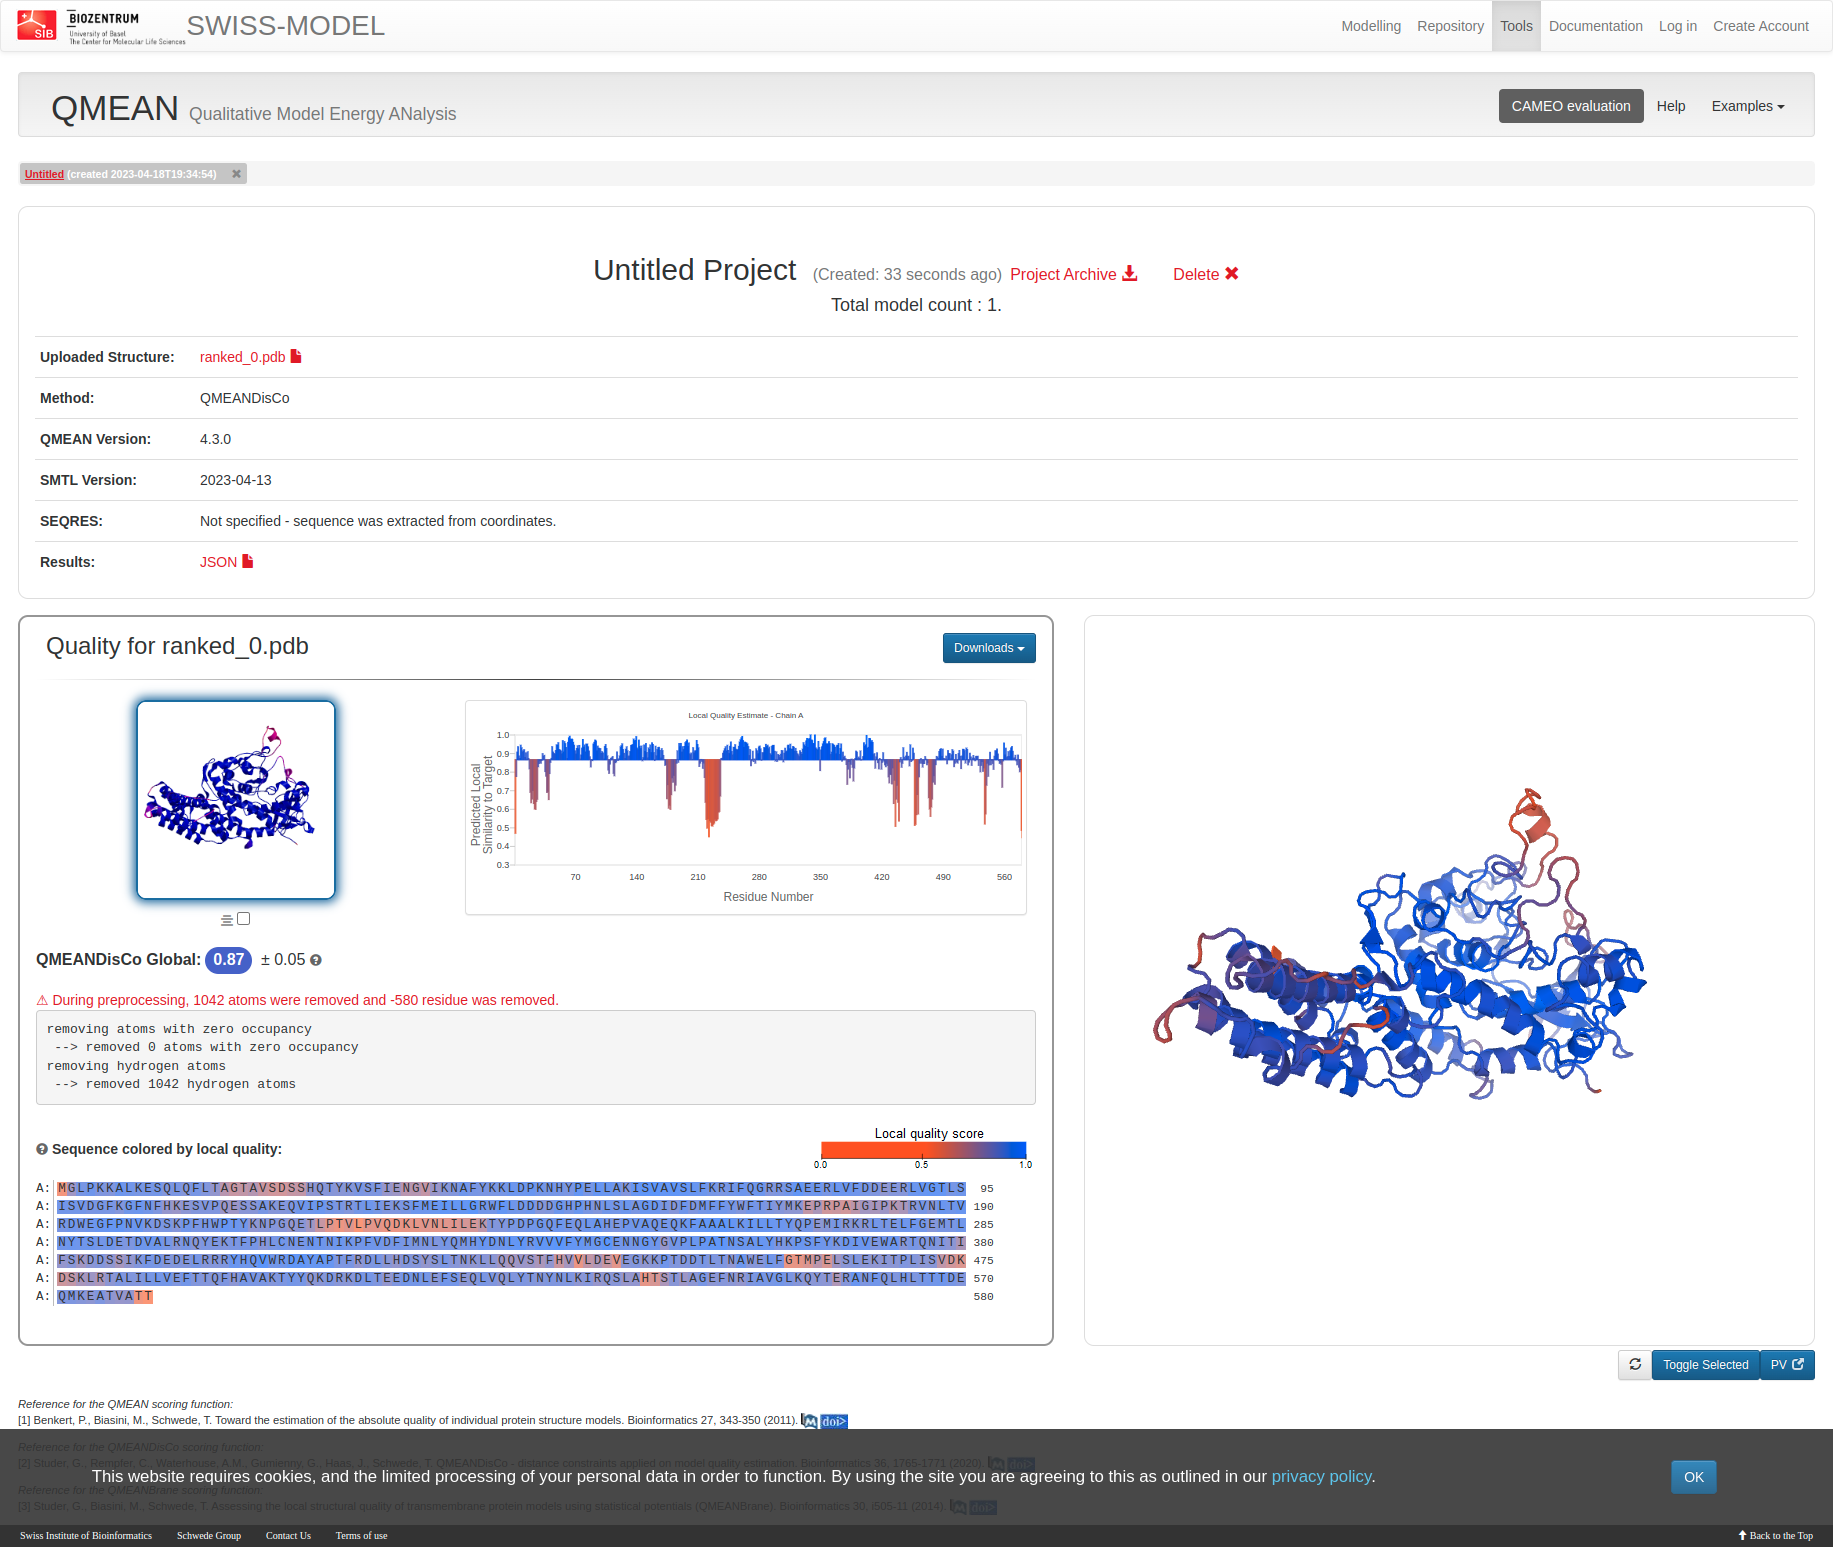 SIB
BIOZENTRUM
University of Basel
The Center for Molecular Life Sciences
SWISS-MODEL
Modelling Repository Tools Documentation Log in Create Account
QMEAN Qualitative Model Energy ANalysis
CAMEO evaluation Help Examples
Untitled (created 2023-04-18T19:34:54)
Untitled Project (Created: 33 seconds ago) Project Archive Delete
Total model count : 1.
Uploaded Structure: ranked_0.pdb
Method: QMEANDisCo
QMEAN Version: 4.3.0
SMTL Version: 2023-04-13
SEQRES: Not specified - sequence was extracted from coordinates.
Results: JSON
Quality for ranked_0.pdb
Downloads
Local Quality Estimate - Chain A
Predicted Local
Similarity to Target
1.0
0.9
0.8
0.7
0.6
0.5
0.4
0.3
70 140 210 280 350 420 490 560
Residue Number
QMEANDisCo Global: 0.87 ± 0.05
⚠ During preprocessing, 1042 atoms were removed and -580 residue was removed.
removing atoms with zero occupancy
--> removed 0 atoms with zero occupancy
removing hydrogen atoms
--> removed 1042 hydrogen atoms
Sequence colored by local quality:
Local quality score
0.0 0.5 1.0
A: MGLPKKALKESQLQFLTAGTAVSDSSHQTYKVSFIENGVIKNAFYKKLDPKNHYPELLAKISVAVSLFKRIFQGRRSAEERLVFDDEERLVGTLS 95
A: ISVDGFKGFNFHKESVPQESSAKEQVIPSTRTLIEKSFMEILLGRWFLDDDDGHPHNLSLAGDIDFDMFFYWFTIYMKEPRPAIGIPKTRVNLTV 190
A: RDWEGFPNVKDSKPFHWPTYKNPGQETLPTVLPVQDKLVNLILEKTYPDPGQFEQLAHEPVAQEQKFAAALKILLTYQPEMIRKRLTELFGEMTL 285
A: NYTSLDETDVALRNQYEKTFPHLCNENTNIKPFVDFIMNLYQMHYDNLYRVVVFYMGCENNGYGVPLPATNSALYHKPSFYKDIVEWARTQNITI 380
A: FSKDDSSIKFDEDELRRRYHQVWRDAYAPTFRDLLHDSYSLTNKLLQQVSTFHVVLDEVEGKKPTDDTLTNAWELFGTMPELSLEKITPLISVDK 475
A: DSKLRTALILLVEFTTQFHAVAKTYYQKDRKDLTEEDNLEFSEQLVQLYTNYNLKIRQSLAHTSTLAGEFNRIAVGLKQYTERANFQLHLTTTDE 570
A: QMKEATVATT 580
Toggle Selected PV
Reference for the QMEAN scoring function:
[1] Benkert, P., Biasini, M., Schwede, T. Toward the estimation of the absolute quality of individual protein structure models. Bioinformatics 27, 343-350 (2011). M doi>
Reference for the QMEANDisCo scoring function:
[2] Studer, G., Rempfer, C., Waterhouse, A.M., Gumienny, G., Haas, J., Schwede, T. QMEANDisCo - distance constraints applied on model quality estimation. Bioinformatics 36, 1765-1771 (2020). M doi>
This website requires cookies, and the limited processing of your personal data in order to function. By using the site you are agreeing to this as outlined in our privacy policy. OK
Reference for the QMEANBrane scoring function:
[3] Studer, G., Biasini, M., Schwede, T. Assessing the local structural quality of transmembrane protein models using statistical potentials (QMEANBrane). Bioinformatics 30, i505-11 (2014). M doi>
Swiss Institute of Bioinformatics Schwede Group Contact Us Terms of use Back to the Top